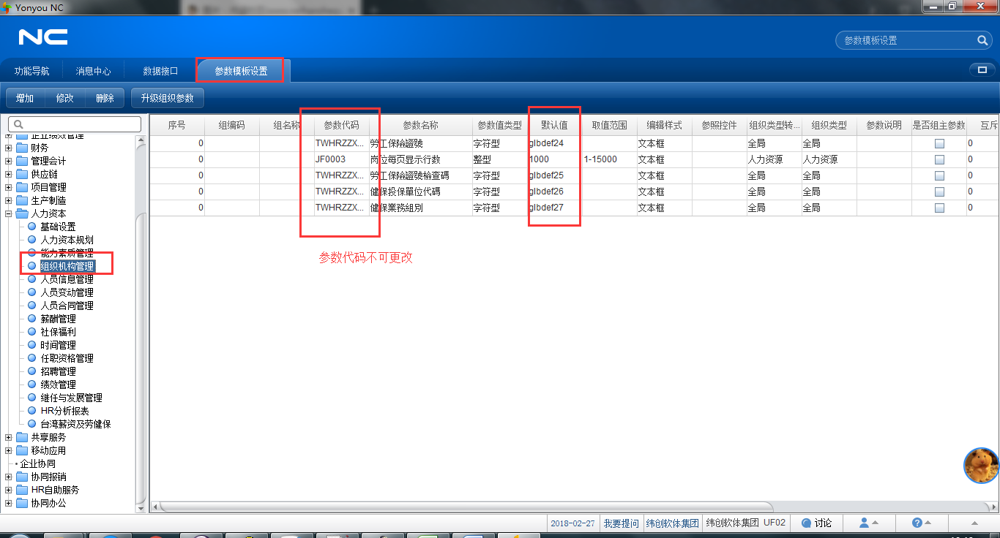 Yonyou NC
NC
参数模板设置
功能导航 消息中心 数据接口 参数模板设置
增加 修改 删除 升级组织参数
序号 组编码 组名称 参数代码 参数名称 参数值类型 默认值 取值范围 编辑样式 参照控件 组织类型转... 组织类型 参数说明 是否组主参数 互斥
0 TWHRZZX... 勞工保險證號 字符型 glbdef24 文本框 全局 全局 0
0 JF0003 岗位每页显示行数 整型 1000 1-15000 文本框 人力资源 人力资源 0
0 TWHRZZX... 勞工保險證號檢查碼 字符型 glbdef25 文本框 全局 全局 0
0 TWHRZZX... 健保投保單位代碼 字符型 glbdef26 文本框 全局 全局 0
0 TWHRZZX... 健保業務組別 字符型 glbdef27 文本框 全局 全局 0
参数代码不可更改
企业绩效管理
财务
管理会计
供应链
项目管理
生产制造
人力资本
基础设置
人力资本规划
能力素质管理
组织机构管理
人员信息管理
人员变动管理
人员合同管理
薪酬管理
社保福利
时间管理
任职资格管理
招聘管理
绩效管理
继任与发展管理
HR分析报表
台湾薪资及劳健保
共享服务
移动应用
企业协同
协同报销
HR自助服务
协同办公
2018-02-27 我要提问 纬创软体集团 纬创软体集团 UF02 讨论